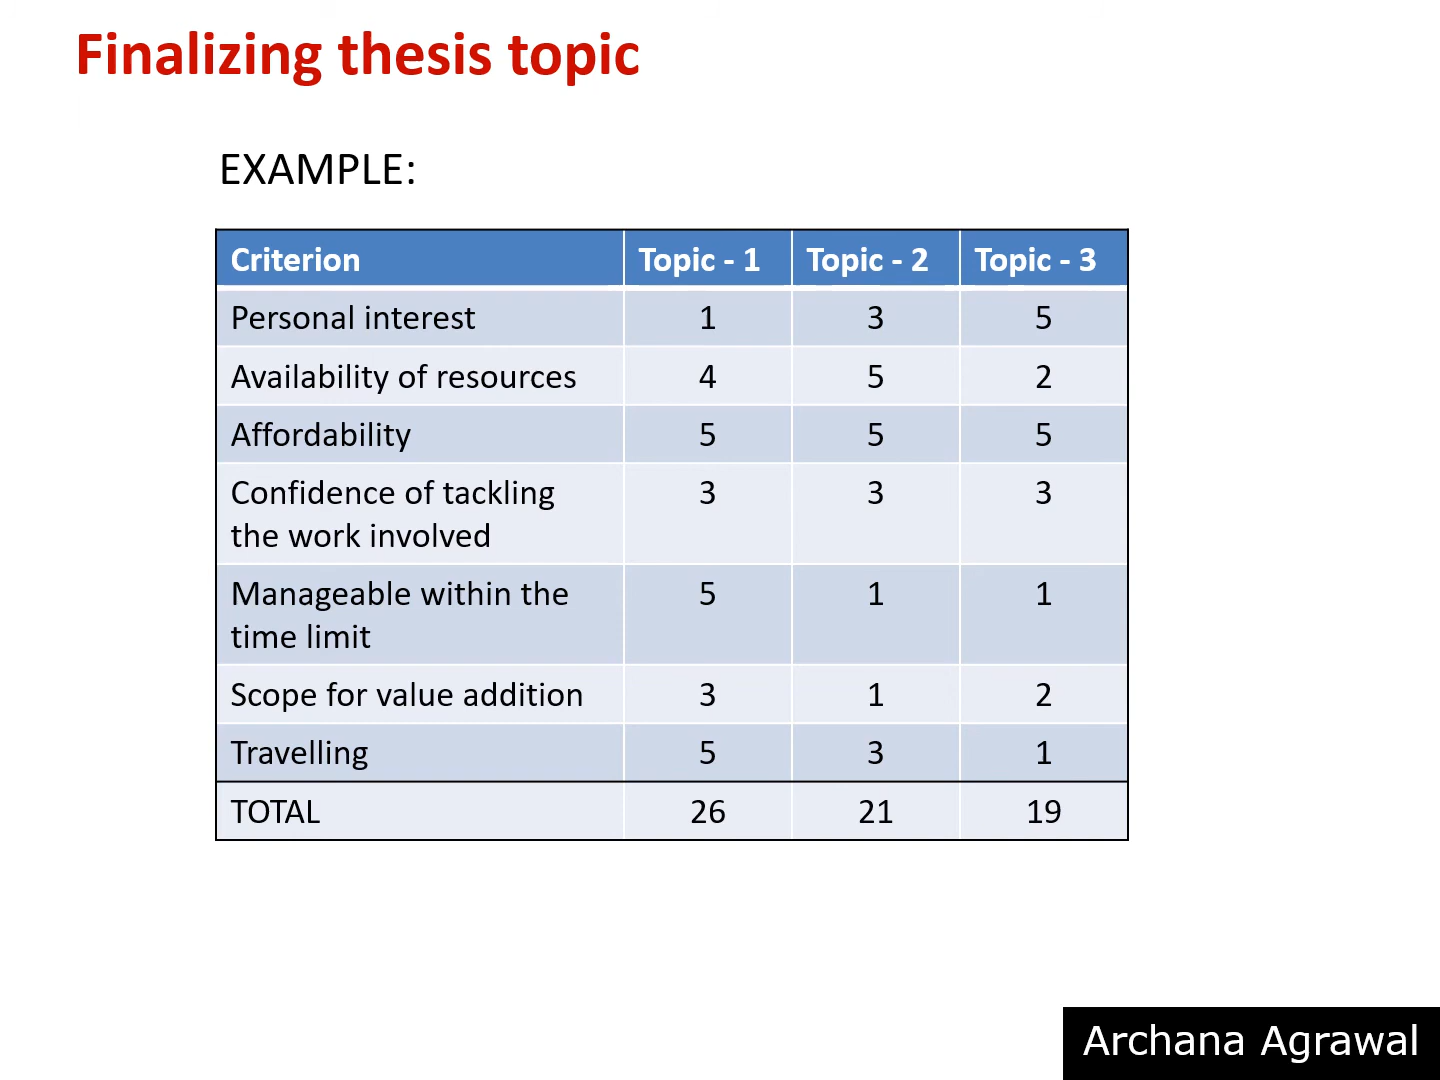 Finalizing thesis topic
EXAMPLE:
Criterion Topic - 1 Topic - 2 Topic - 3
Personal interest 1 3 5
Availability of resources 4 5 2
Affordability 5 5 5
Confidence of tackling 3 3 3
the work involved
Manageable within the 5 1 1
time limit
Scope for value addition 3 1 2
Travelling 5 3 1
TOTAL 26 21 19
Archana Agrawal